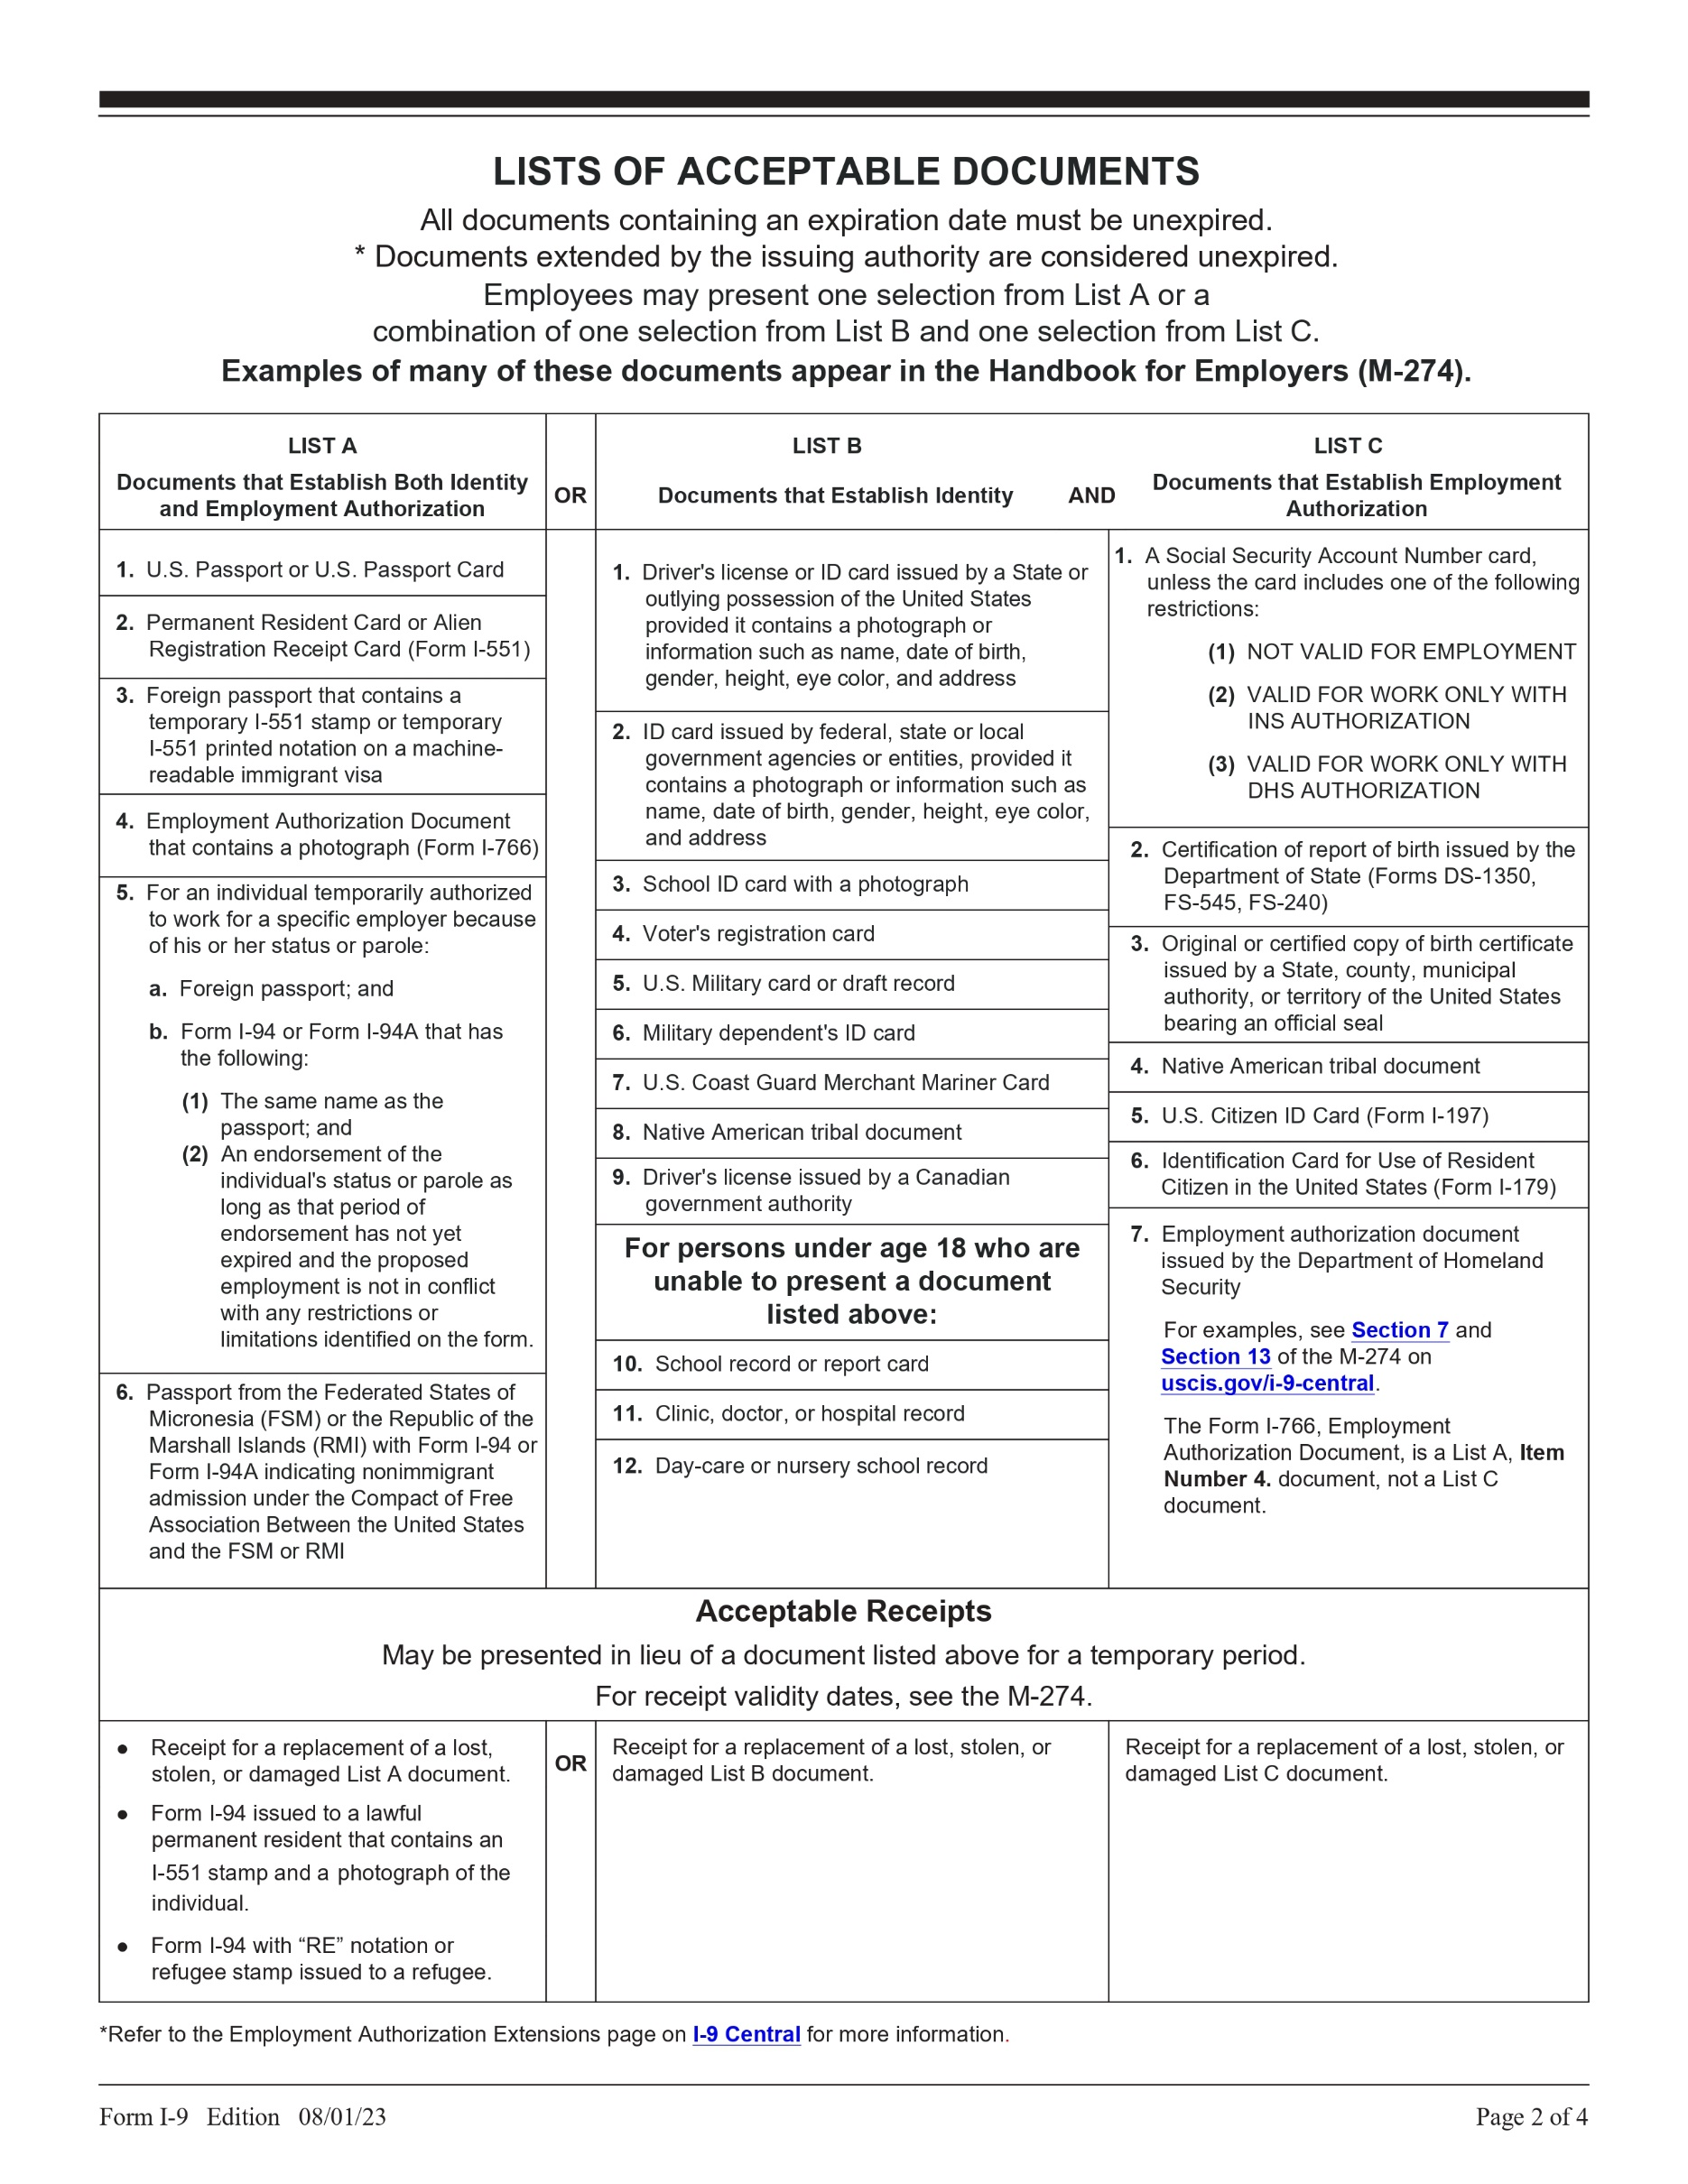 LISTS OF ACCEPTABLE DOCUMENTS
All documents containing an expiration date must be unexpired.
* Documents extended by the issuing authority are considered unexpired.
Employees may present one selection from List A or a
combination of one selection from List B and one selection from List C.
Examples of many of these documents appear in the Handbook for Employers (M-274).
LIST A
Documents that Establish Both Identity
and Employment Authorization
OR
LIST B
Documents that Establish Identity
AND
LIST C
Documents that Establish Employment
Authorization
1. U.S. Passport or U.S. Passport Card
2. Permanent Resident Card or Alien
Registration Receipt Card (Form I-551)
3. Foreign passport that contains a
temporary I-551 stamp or temporary
I-551 printed notation on a machine-
readable immigrant visa
4. Employment Authorization Document
that contains a photograph (Form I-766)
5. For an individual temporarily authorized
to work for a specific employer because
of his or her status or parole:
a. Foreign passport; and
b. Form I-94 or Form I-94A that has
the following:
(1) The same name as the
passport; and
(2) An endorsement of the
individual's status or parole as
long as that period of
endorsement has not yet
expired and the proposed
employment is not in conflict
with any restrictions or
limitations identified on the form.
6. Passport from the Federated States of
Micronesia (FSM) or the Republic of the
Marshall Islands (RMI) with Form I-94 or
Form I-94A indicating nonimmigrant
admission under the Compact of Free
Association Between the United States
and the FSM or RMI
1. Driver's license or ID card issued by a State or
outlying possession of the United States
provided it contains a photograph or
information such as name, date of birth,
gender, height, eye color, and address
2. ID card issued by federal, state or local
government agencies or entities, provided it
contains a photograph or information such as
name, date of birth, gender, height, eye color,
and address
3. School ID card with a photograph
4. Voter's registration card
5. U.S. Military card or draft record
6. Military dependent's ID card
7. U.S. Coast Guard Merchant Mariner Card
8. Native American tribal document
9. Driver's license issued by a Canadian
government authority
For persons under age 18 who are
unable to present a document
listed above:
10. School record or report card
11. Clinic, doctor, or hospital record
12. Day-care or nursery school record
1. A Social Security Account Number card,
unless the card includes one of the following
restrictions:
(1) NOT VALID FOR EMPLOYMENT
(2) VALID FOR WORK ONLY WITH
INS AUTHORIZATION
(3) VALID FOR WORK ONLY WITH
DHS AUTHORIZATION
2. Certification of report of birth issued by the
Department of State (Forms DS-1350,
FS-545, FS-240)
3. Original or certified copy of birth certificate
issued by a State, county, municipal
authority, or territory of the United States
bearing an official seal
4. Native American tribal document
5. U.S. Citizen ID Card (Form I-197)
6. Identification Card for Use of Resident
Citizen in the United States (Form I-179)
7. Employment authorization document
issued by the Department of Homeland
Security
For examples, see Section 7 and
Section 13 of the M-274 on
uscis.gov/i-9-central.
The Form I-766, Employment
Authorization Document, is a List A, Item
Number 4. document, not a List C
document.
Acceptable Receipts
May be presented in lieu of a document listed above for a temporary period.
For receipt validity dates, see the M-274.
● Receipt for a replacement of a lost,
stolen, or damaged List A document.
● Form I-94 issued to a lawful
permanent resident that contains an
I-551 stamp and a photograph of the
individual.
● Form I-94 with “RE” notation or
refugee stamp issued to a refugee.
OR
Receipt for a replacement of a lost, stolen, or
damaged List B document.
Receipt for a replacement of a lost, stolen, or
damaged List C document.
*Refer to the Employment Authorization Extensions page on I-9 Central for more information.
Form I-9 Edition 08/01/23
Page 2 of 4